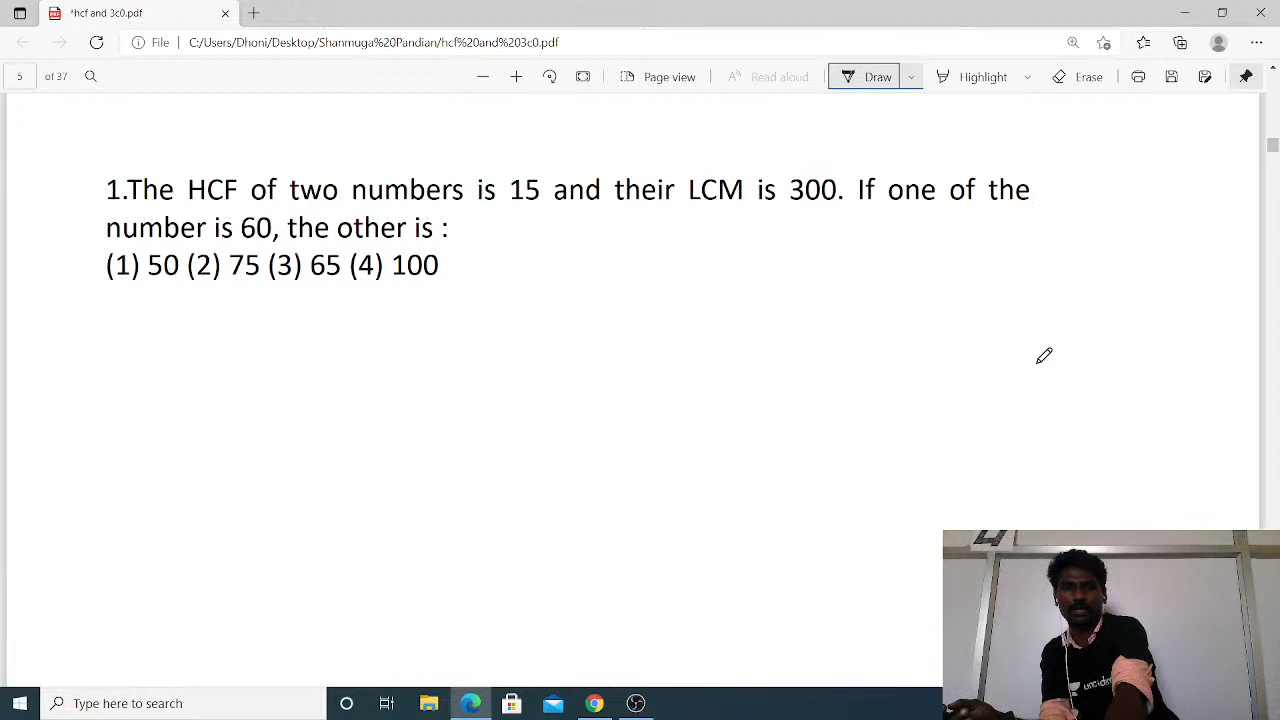 *hcf and 3c0.pdf
File
C:/Users/Dhoni/Desktop/Shanmuga%20Pandian/hcf%20and%203c0.pdf
5 of 37
Page view
Read aloud
Draw
Highlight
Erase
1.The HCF of two numbers is 15 and their LCM is 300. If one of the
number is 60, the other is :
(1) 50 (2) 75 (3) 65 (4) 100
4
Type here to search